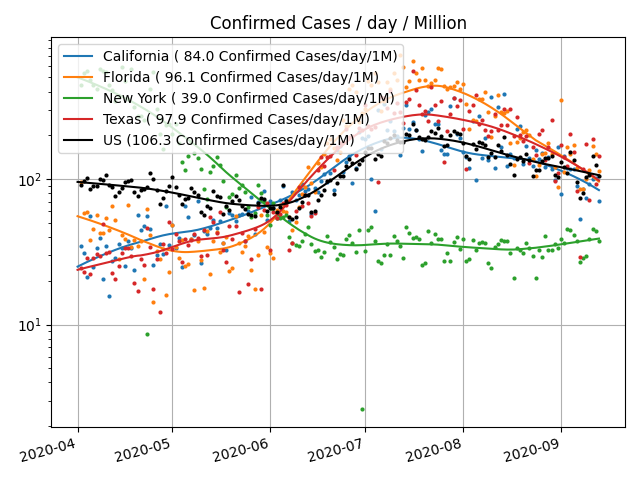 Confirmed Cases / day / Million
California ( 84.0 Confirmed Cases/day/1M)
Florida ( 96.1 Confirmed Cases/day/1M)
New York ( 39.0 Confirmed Cases/day/1M)
Texas ( 97.9 Confirmed Cases/day/1M)
US (106.3 Confirmed Cases/day/1M)
10²
10¹
2020-04 2020-05 2020-06 2020-07 2020-08 2020-09